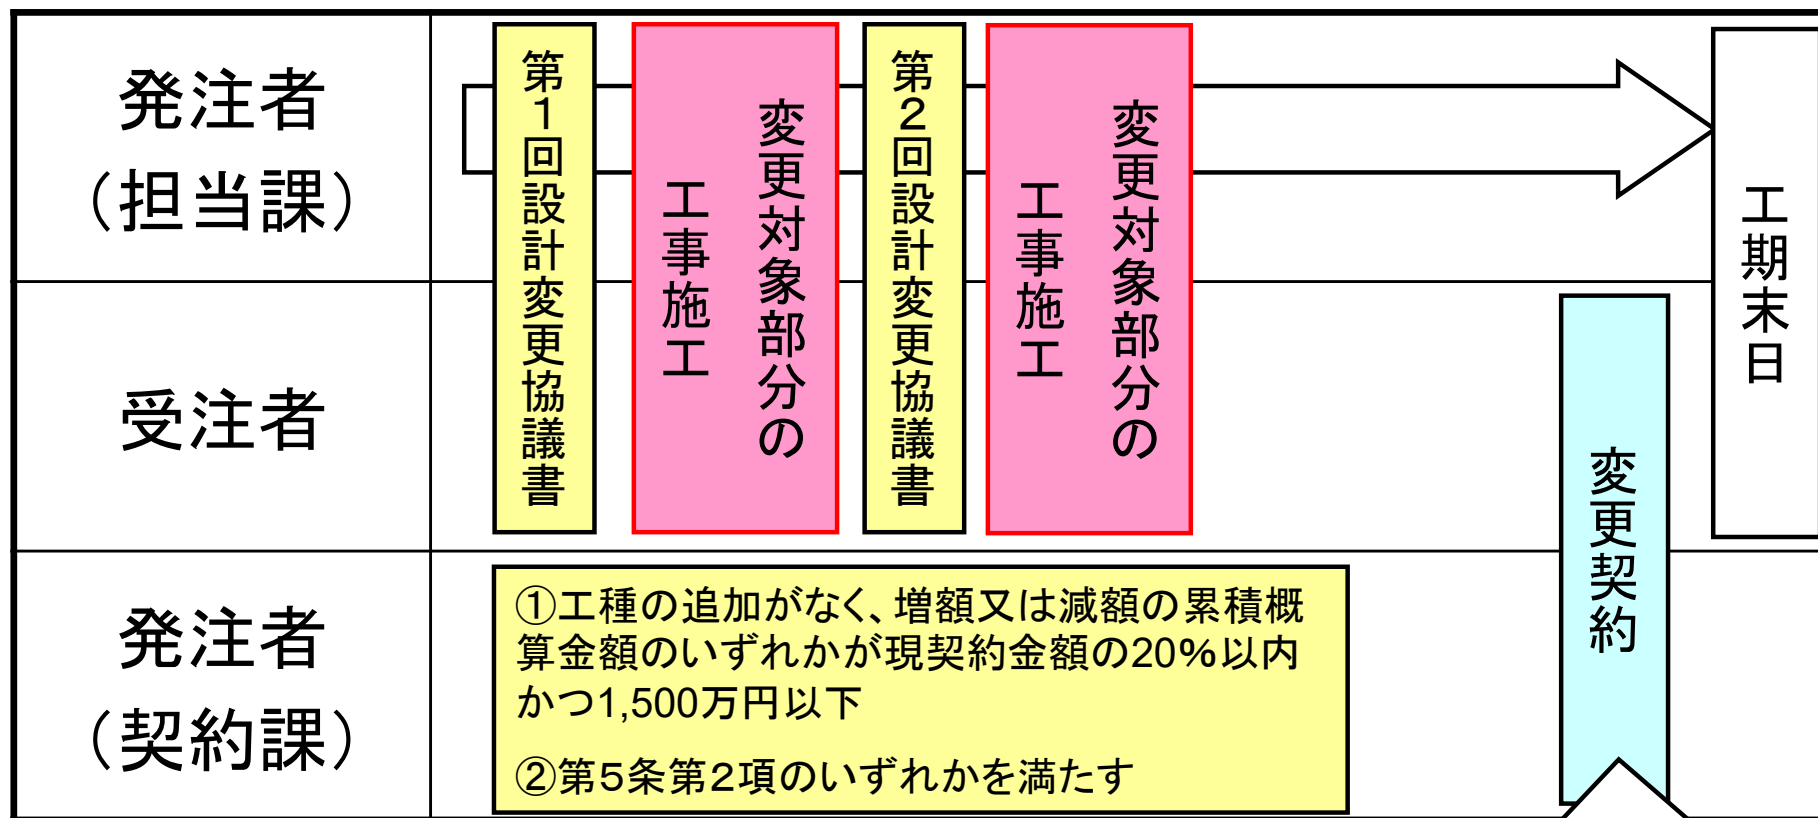 発注者
（担当課）
第１回設計変更協議書
変更対象部分の
工事施工
第２回設計変更協議書
変更対象部分の
工事施工
工期末日
受注者
変更契約
発注者
（契約課）
①工種の追加がなく、増額又は減額の累積概
算金額のいずれかが現契約金額の20％以内
かつ1,500万円以下
②第５条第２項のいずれかを満たす